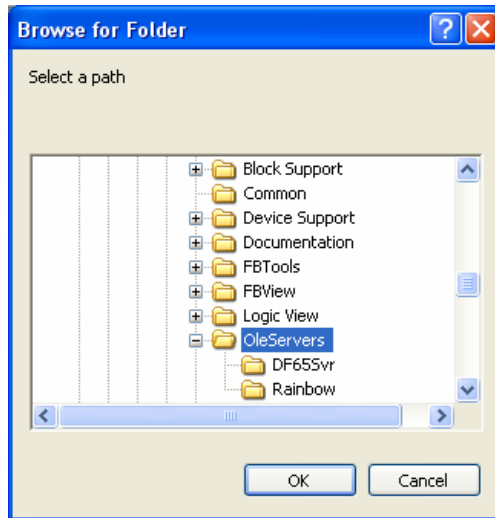 Browse for Folder
Select a path
Block Support
Common
Device Support
Documentation
FBTools
FBView
Logic View
OleServers
DF65Svr
Rainbow
OK Cancel